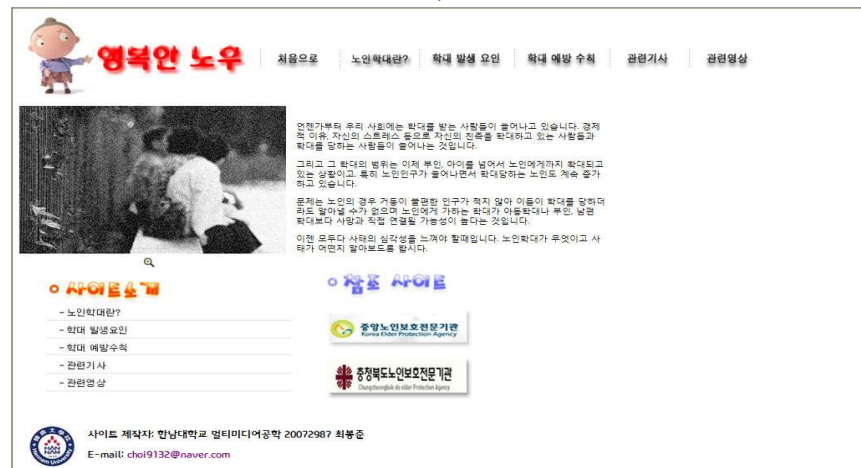 영복안 노우
처음으로
노인학대란?
학대 발생 요인
학대 예방 수칙
관련기사
관련영상
언젠가부터 우리 사회에는 학대를 받는 사람들이 늘어나고 있습니다. 경제
적 이유, 자신의 스트레스 등으로 자신의 친족을 학대하고 있는 사람들과
학대를 당하는 사람들이 늘어나는 것입니다.
그리고 그 학대의 범위는 이제 부인, 아이를 넘어서 노인에게까지 확대되고
있는 상황이고, 특히 노인인구가 늘어나면서 학대당하는 노인도 계속 증가
하고 있습니다.
문제는 노인의 경우 거동이 불편한 인구가 적지 않아 이들이 학대를 당하더
라도 알아낼 수가 없으며 노인에게 가하는 학대가 아동학대나 부인, 남편
학대보다 사망과 직접 연결될 가능성이 높다는 것입니다.
이젠 모두다 사태의 심각성을 느껴야 할때입니다. 노인학대가 무엇이고 사
태가 어떤지 알아보도록 합시다.
사이트소개
- 노인학대란?
- 학대 발생요인
- 학대 예방수칙
- 관련기사
- 관련영상
참조 사이트
중앙노인보호전문기관
Korea Elder Protection Agency
충청북도노인보호전문기관
Chungcheongbuk do elder Protection Agency
HAN NAM
사이트 제작자: 한남대학교 멀티미디어공학 20072987 최봉준
E-mail: choi9132@naver.com